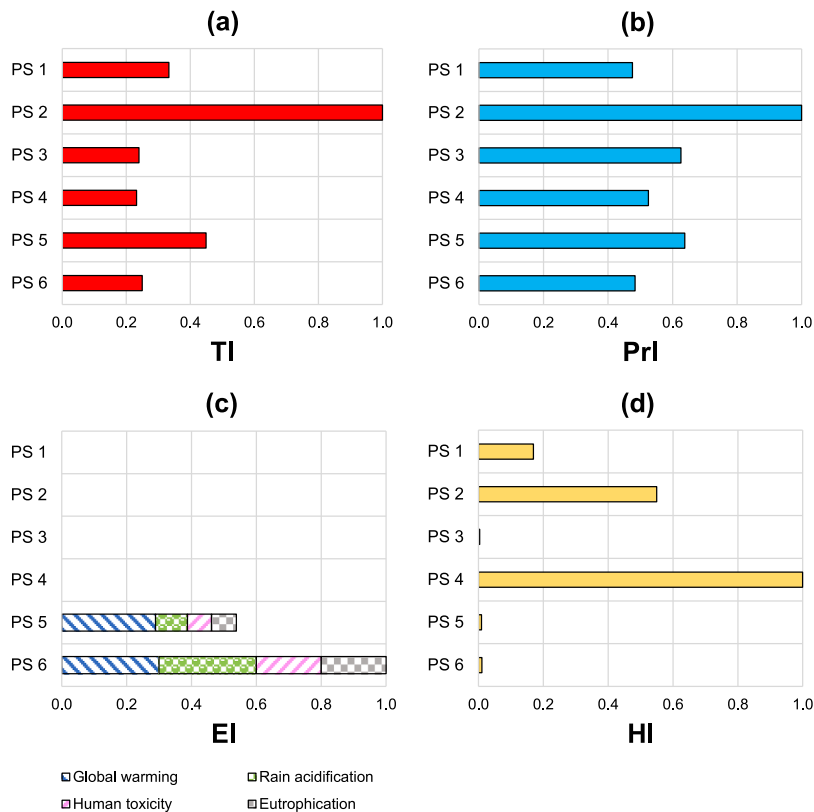 (a)
PS 1
PS 2
PS 3
PS 4
PS 5
PS 6
0.0 0.2 0.4 0.6 0.8 1.0
TI
(b)
PS 1
PS 2
PS 3
PS 4
PS 5
PS 6
0.0 0.2 0.4 0.6 0.8 1.0
PrI
(c)
PS 1
PS 2
PS 3
PS 4
PS 5
PS 6
0.0 0.2 0.4 0.6 0.8 1.0
EI
(d)
PS 1
PS 2
PS 3
PS 4
PS 5
PS 6
0.0 0.2 0.4 0.6 0.8 1.0
HI
Global warming Rain acidification
Human toxicity Eutrophication